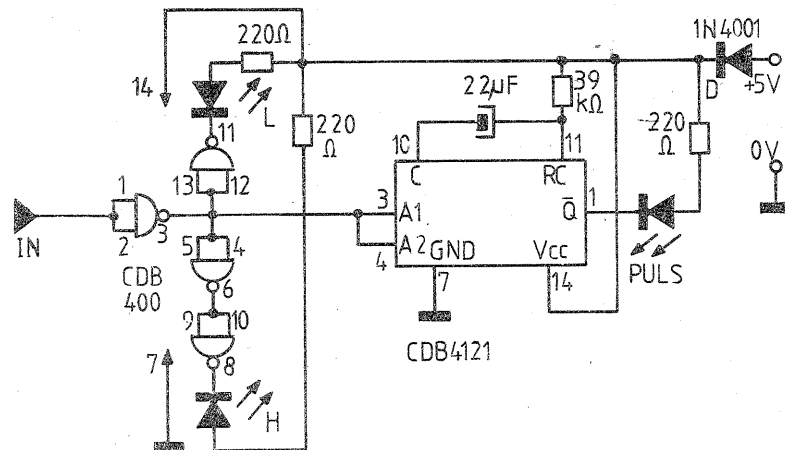 220Ω
1N4001
14
L
22µF
39
kΩ
D
+5V
220
Ω
220
Ω
0V
11
10
11
13
12
C
RC
1
3
A1
Q̄
1
IN
2
3
5
4
4
A2
GND
Vcc
PULS
CDB
400
6
7
14
9
10
CDB4121
7
8
H